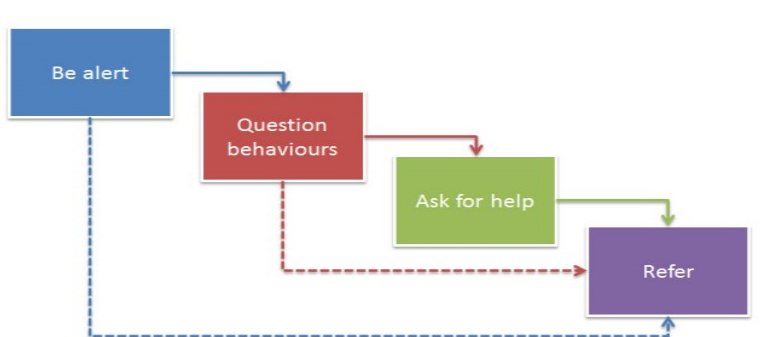 Be alert
Question
behaviours
Ask for help
Refer